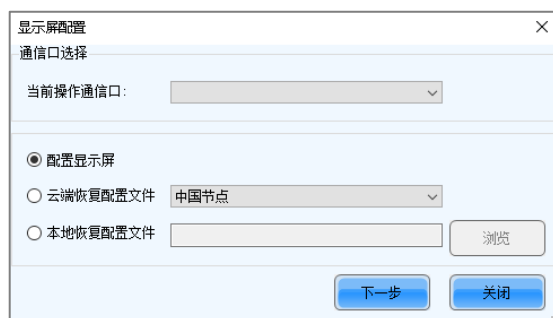 显示屏配置
通信口选择
当前操作通信口:
配置显示屏
云端恢复配置文件 中国节点
本地恢复配置文件 浏览
下一步 关闭